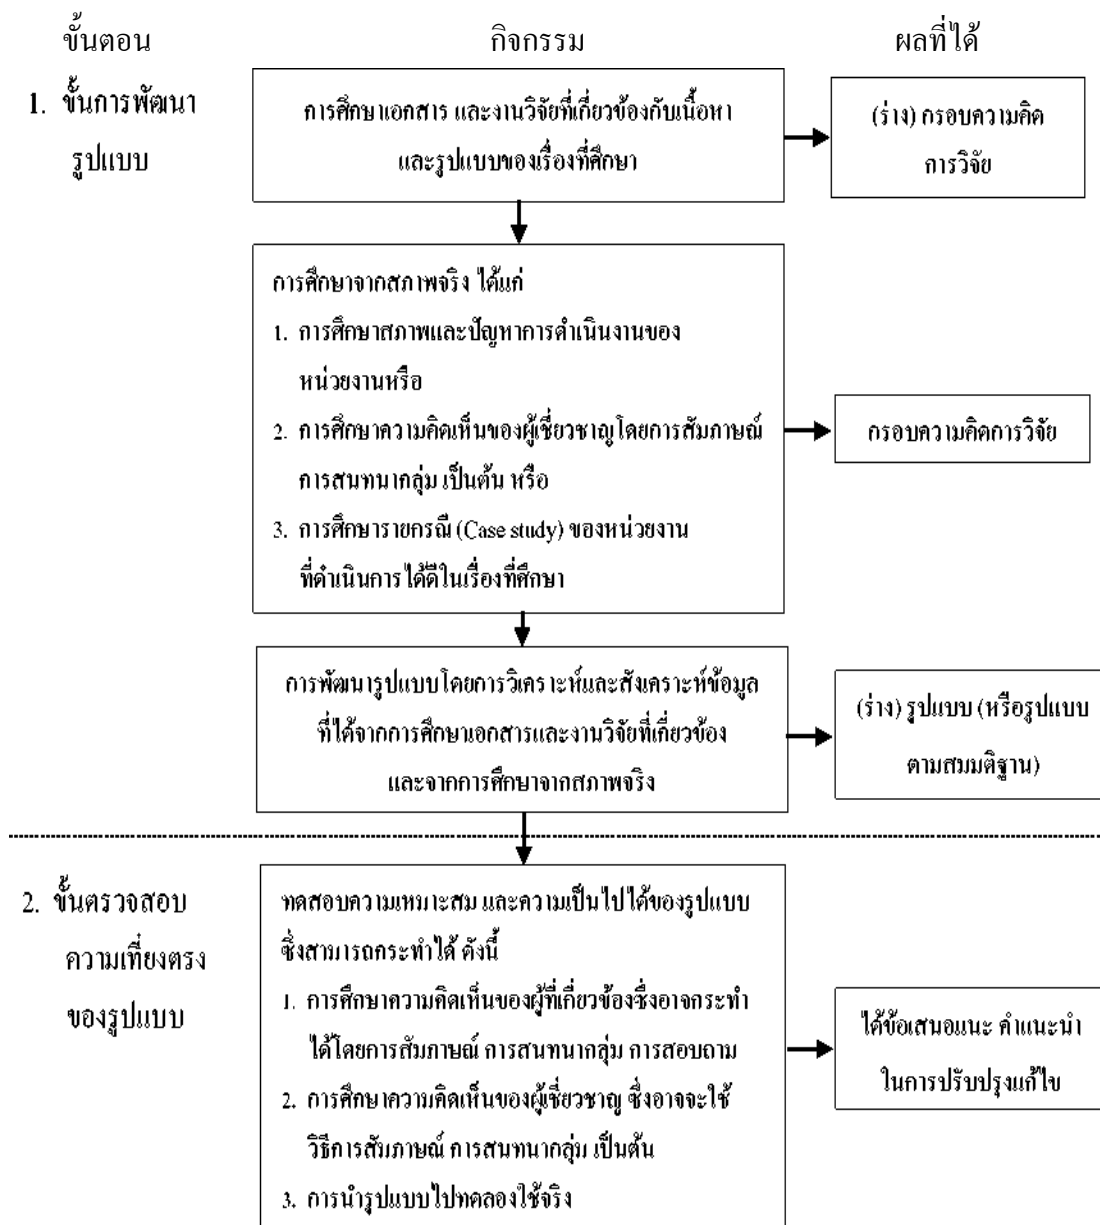 ขั้นตอน
กิจกรรม
ผลที่ได้
1. ขั้นการพัฒนา
รูปแบบ
การศึกษาเอกสาร และงานวิจัยที่เกี่ยวข้องกับเนื้อหา
และรูปแบบของเรื่องที่ศึกษา
(ร่าง) กรอบความคิด
การวิจัย
การศึกษาจากสภาพจริง ได้แก่
1. การศึกษาสภาพและปัญหาการดำเนินงานของ
หน่วยงานหรือ
2. การศึกษาความคิดเห็นของผู้เชี่ยวชาญโดยการสัมภาษณ์
การสนทนากลุ่ม เป็นต้น หรือ
3. การศึกษารายกรณี (Case study) ของหน่วยงาน
ที่ดำเนินการได้ดีในเรื่องที่ศึกษา
กรอบความคิดการวิจัย
การพัฒนารูปแบบโดยการวิเคราะห์และสังเคราะห์ข้อมูล
ที่ได้จากการศึกษาเอกสารและงานวิจัยที่เกี่ยวข้อง
และจากการศึกษาจากสภาพจริง
(ร่าง) รูปแบบ (หรือรูปแบบ
ตามสมมติฐาน)
2. ขั้นตรวจสอบ
ความเที่ยงตรง
ของรูปแบบ
ทดสอบความเหมาะสม และความเป็นไปได้ของรูปแบบ
ซึ่งสามารถกระทำได้ ดังนี้
1. การศึกษาความคิดเห็นของผู้ที่เกี่ยวข้องซึ่งอาจกระทำ
ได้โดยการสัมภาษณ์ การสนทนากลุ่ม การสอบถาม
2. การศึกษาความคิดเห็นของผู้เชี่ยวชาญ ซึ่งอาจจะใช้
วิธีการสัมภาษณ์ การสนทนากลุ่ม เป็นต้น
3. การนำรูปแบบไปทดลองใช้จริง
ได้ข้อเสนอแนะ คำแนะนำ
ในการปรับปรุงแก้ไข